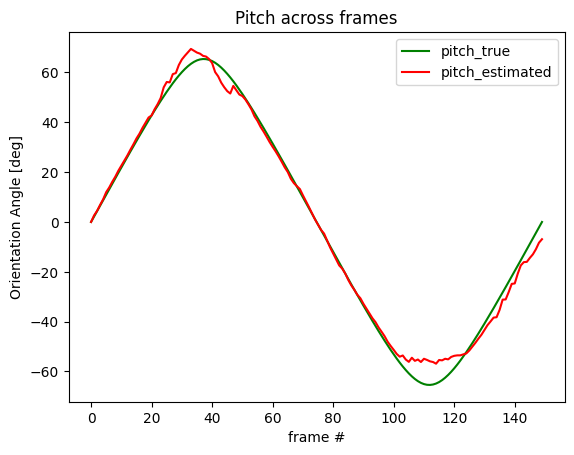 Pitch across frames
pitch_true
pitch_estimated
Orientation Angle [deg]
60
40
20
0
−20
−40
−60
0 20 40 60 80 100 120 140
frame #